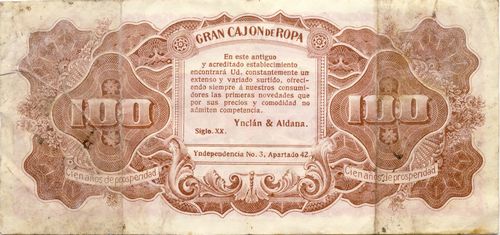 GRAN CAJON DE ROPA
En este antiguo
y acreditado establecimiento
encontrará Ud, constantemente un
extenso y variado surtido, ofreci-
endo siempre á nuestros consumi-
dores las primeras novedades que
por sus precios y comodidad no
admiten competencia.
Ynclán & Aldana.
Siglo. XX.
Yndependencia No. 3, Apartado 42
100
100
Cien años de prosperidad
Cien años de prosperidad